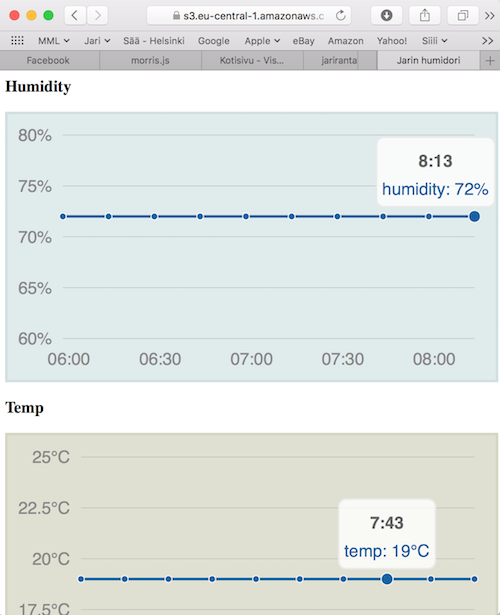 s3.eu-central-1.amazonaws.c
MML Jari Sää - Helsinki Google Apple eBay Amazon Yahoo! Siili
Facebook morris.js Kotisivu - Vis... jariranta Jarin humidori
Humidity
80%
8:13
75%
humidity: 72%
70%
65%
60%
06:00 06:30 07:00 07:30 08:00
Temp
25°C
22.5°C
7:43
temp: 19°C
20°C
17.5°C